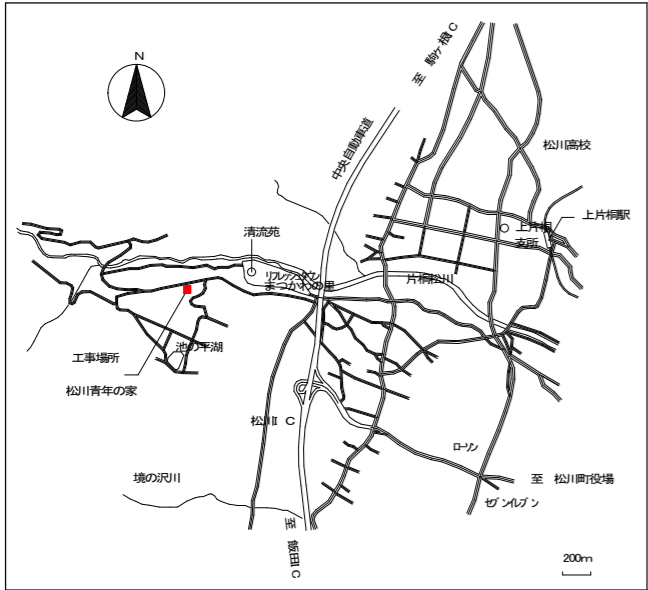 N
至 駒ヶ根IC
中央自動車道
松川高校
上片桐駅
上片桐
支所
清流苑
リフレッシュタウン
まつかわの里
片桐松川
池の平湖
工事場所
松川青年の家
松川I C
ローソン
境の沢川
至 松川町役場
セブンイレブン
至 飯田IC
200m